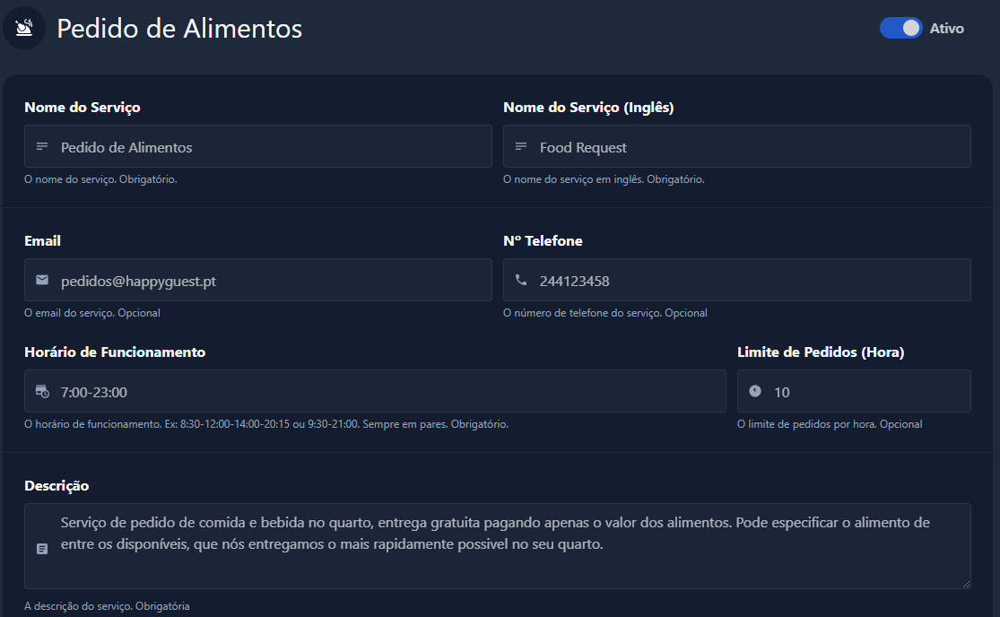 Pedido de Alimentos
Ativo
Nome do Serviço
Nome do Serviço (Inglês)
Pedido de Alimentos
Food Request
O nome do serviço. Obrigatório.
O nome do serviço em inglês. Obrigatório.
Email
Nº Telefone
pedidos@happyguest.pt
244123458
O email do serviço. Opcional
O número de telefone do serviço. Opcional
Horário de Funcionamento
Limite de Pedidos (Hora)
7:00-23:00
10
O horário de funcionamento. Ex: 8:30-12:00-14:00-20:15 ou 9:30-21:00. Sempre em pares. Obrigatório.
O limite de pedidos por hora. Opcional
Descrição
Serviço de pedido de comida e bebida no quarto, entrega gratuita pagando apenas o valor dos alimentos. Pode especificar o alimento de
entre os disponíveis, que nós entregamos o mais rapidamente possivel no seu quarto.
A descrição do serviço. Obrigatória